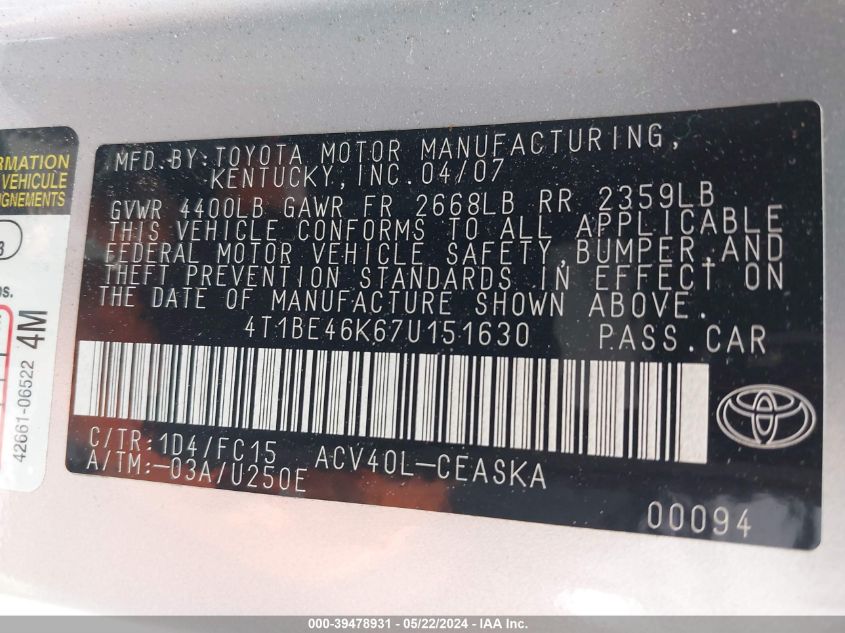 MFD.BY:TOYOTA MOTOR MANUFACTURING,
KENTUCKY,INC.04/07
GVWR 4400LB GAWR FR 2668LB RR 2359LB
THIS VEHICLE CONFORMS TO ALL APPLICABLE
FEDERAL MOTOR VEHICLE SAFETY,BUMPER,AND
THEFT PREVENTION STANDARDS IN EFFECT ON
THE DATE OF MANUFACTURE SHOWN ABOVE.
4T1BE46K67U151630 PASS.CAR
C/TR:1D4/FC15 ACV40L-CEASKA
A/TM:-03A/U250E
00094
VEHICULE
42661-06522 4M
000-39478931 - 05/22/2024 - IAA Inc.